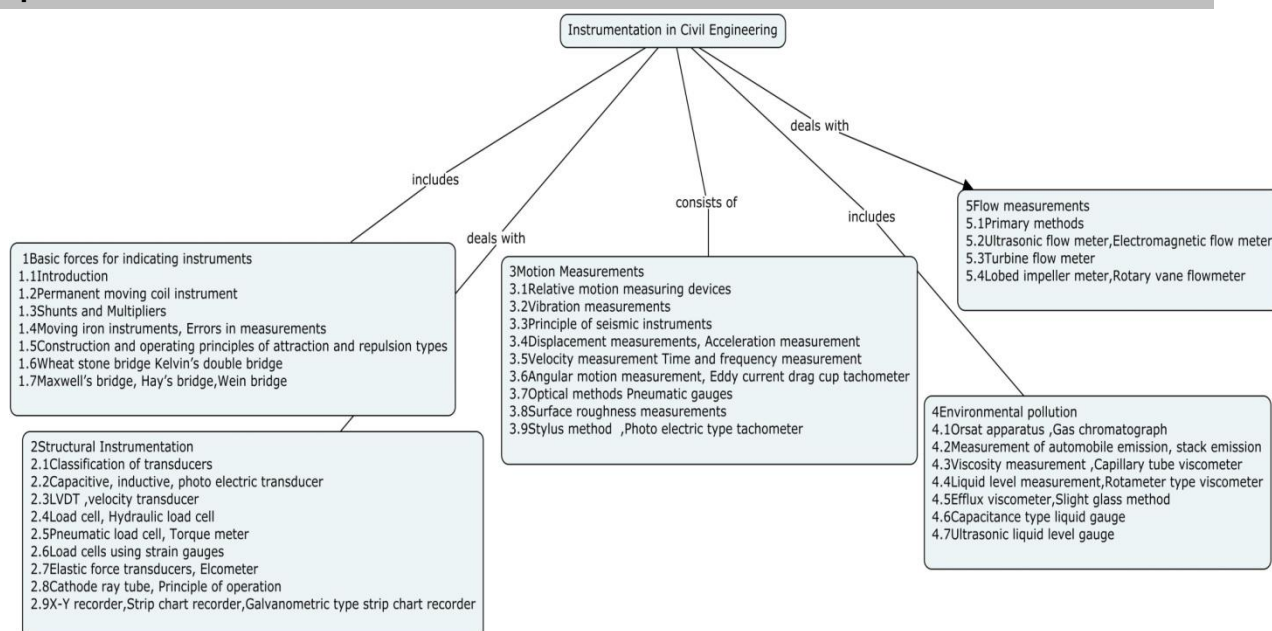 Instrumentation in Civil Engineering
deals with
includes
consists of
includes
deals with
1Basic forces for indicating instruments
1.1Introduction
1.2Permanent moving coil instrument
1.3Shunts and Multipliers
1.4Moving iron instruments, Errors in measurements
1.5Construction and operating principles of attraction and repulsion types
1.6Wheat stone bridge Kelvin's double bridge
1.7Maxwell's bridge, Hay's bridge,Wein bridge
2Structural Instrumentation
2.1Classification of transducers
2.2Capacitive, inductive, photo electric transducer
2.3LVDT ,velocity transducer
2.4Load cell, Hydraulic load cell
2.5Pneumatic load cell, Torque meter
2.6Load cells using strain gauges
2.7Elastic force transducers, Elcometer
2.8Cathode ray tube, Principle of operation
2.9X-Y recorder,Strip chart recorder,Galvanometric type strip chart recorder
3Motion Measurements
3.1Relative motion measuring devices
3.2Vibration measurements
3.3Principle of seismic instruments
3.4Displacement measurements, Acceleration measurement
3.5Velocity measurement Time and frequency measurement
3.6Angular motion measurement, Eddy current drag cup tachometer
3.7Optical methods Pneumatic gauges
3.8Surface roughness measurements
3.9Stylus method ,Photo electric type tachometer
4Environmental pollution
4.1Orsat apparatus ,Gas chromatograph
4.2Measurement of automobile emission, stack emission
4.3Viscosity measurement ,Capillary tube viscometer
4.4Liquid level measurement,Rotameter type viscometer
4.5Efflux viscometer,Slight glass method
4.6Capacitance type liquid gauge
4.7Ultrasonic liquid level gauge
5Flow measurements
5.1Primary methods
5.2Ultrasonic flow meter,Electromagnetic flow meter
5.3Turbine flow meter
5.4Lobed impeller meter,Rotary vane flowmeter